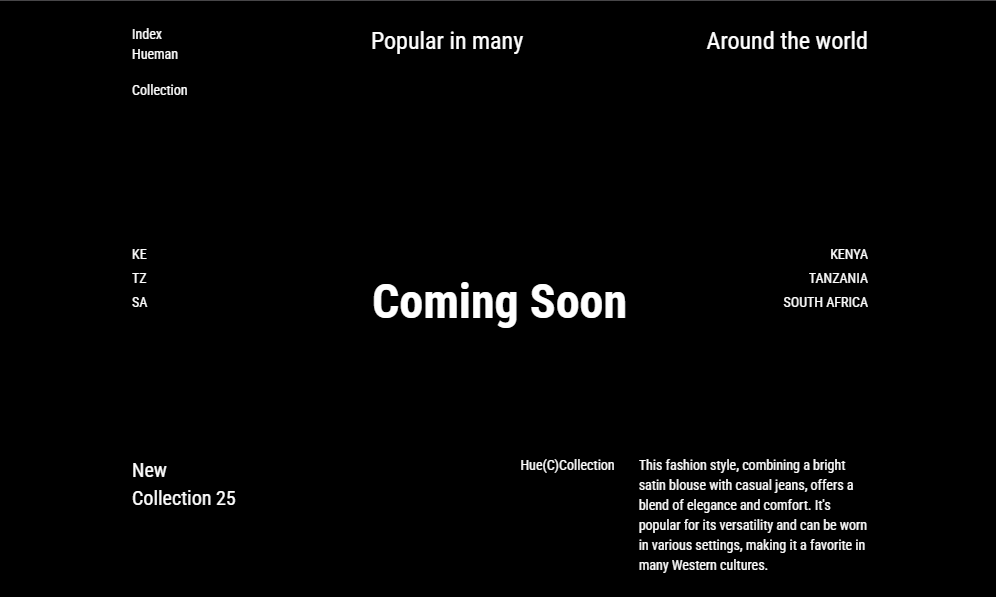 Index
Hueman
Collection
Popular in many
Around the world
KE
TZ
SA
Coming Soon
KENYA
TANZANIA
SOUTH AFRICA
New
Collection 25
Hue(C)Collection
This fashion style, combining a bright
satin blouse with casual jeans, offers a
blend of elegance and comfort. It's
popular for its versatility and can be worn
in various settings, making it a favorite in
many Western cultures.